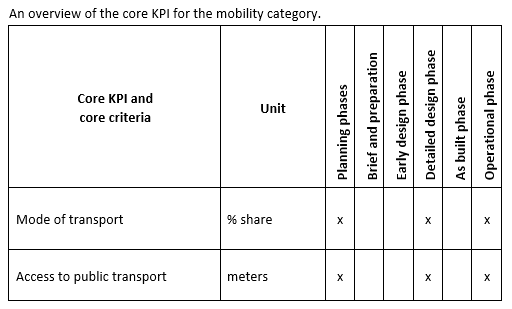 An overview of the core KPI for the mobility category.
Core KPI and
core criteria
Unit
Planning phases
Brief and preparation
Early design phase
Detailed design phase
As built phase
Operational phase
Mode of transport % share x x x
Access to public transport meters x x x